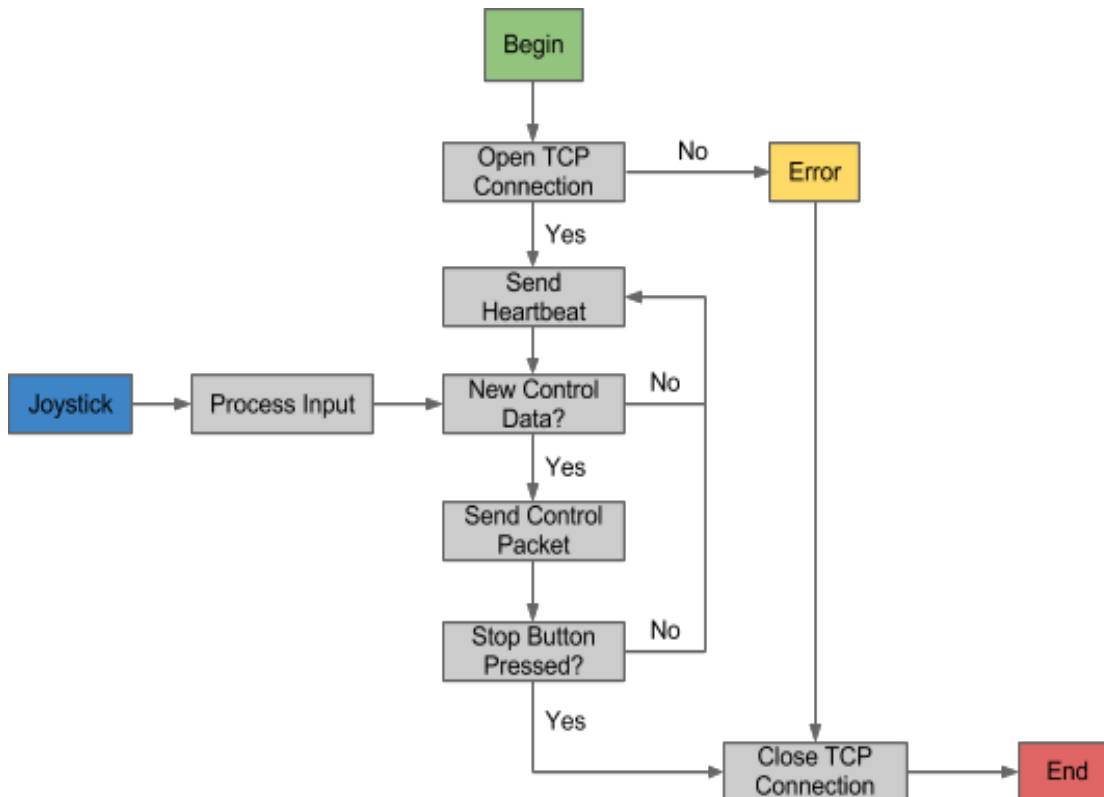 Begin
Open TCP
Connection
No
Error
Yes
Send
Heartbeat
Joystick
Process Input
New Control
Data?
No
Yes
Send Control
Packet
Stop Button
Pressed?
No
Yes
Close TCP
Connection
End